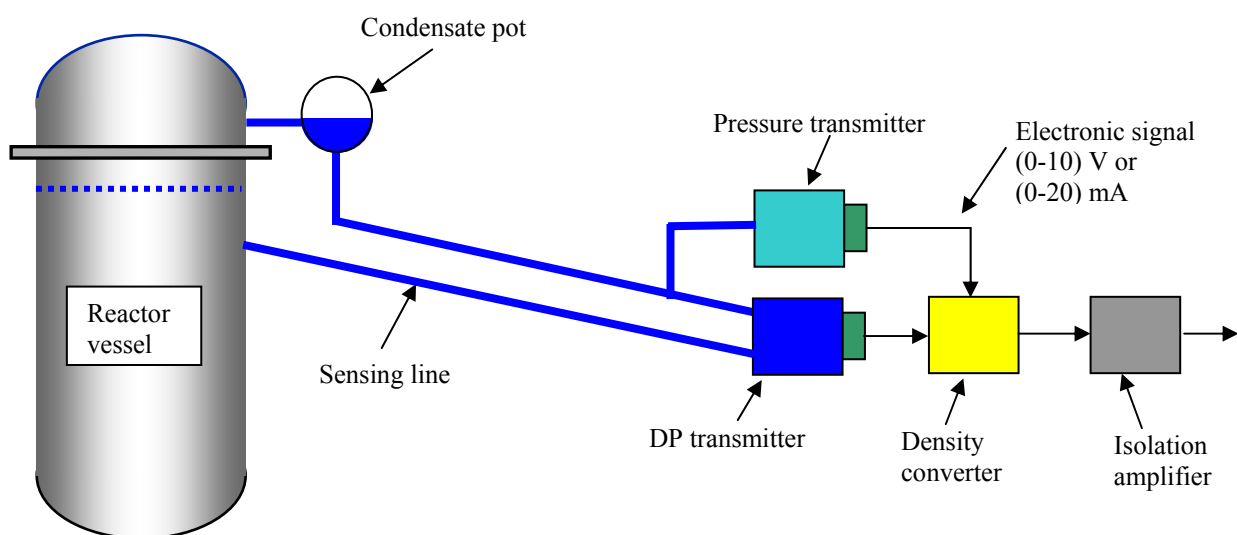 Condensate pot
Pressure transmitter
Electronic signal
(0-10) V or
(0-20) mA
Reactor
vessel
Sensing line
DP transmitter
Density
converter
Isolation
amplifier